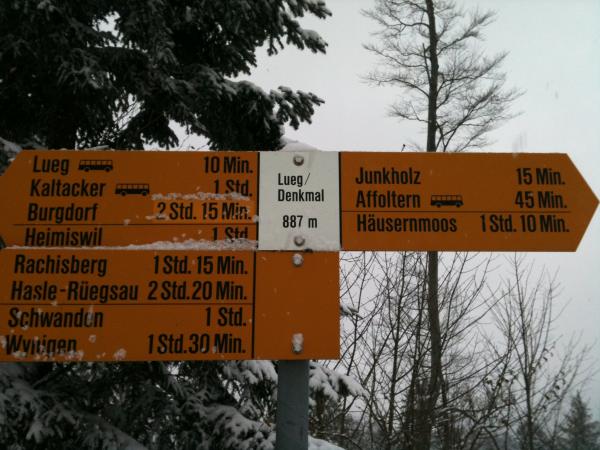 Lueg 10 Min.
Kaltacker 1 Std.
Burgdorf 2 Std. 15 Min.
Heimiswil 1 Std.
Rachisberg 1 Std. 15 Min.
Hasle-Rüegsau 2 Std. 20 Min.
Schwanden 1 Std.
Wynigen 1 Std. 30 Min.
Lueg/
Denkmal
887 m
Junkholz 15 Min.
Affoltern 45 Min.
Häusernmoos 1 Std. 10 Min.